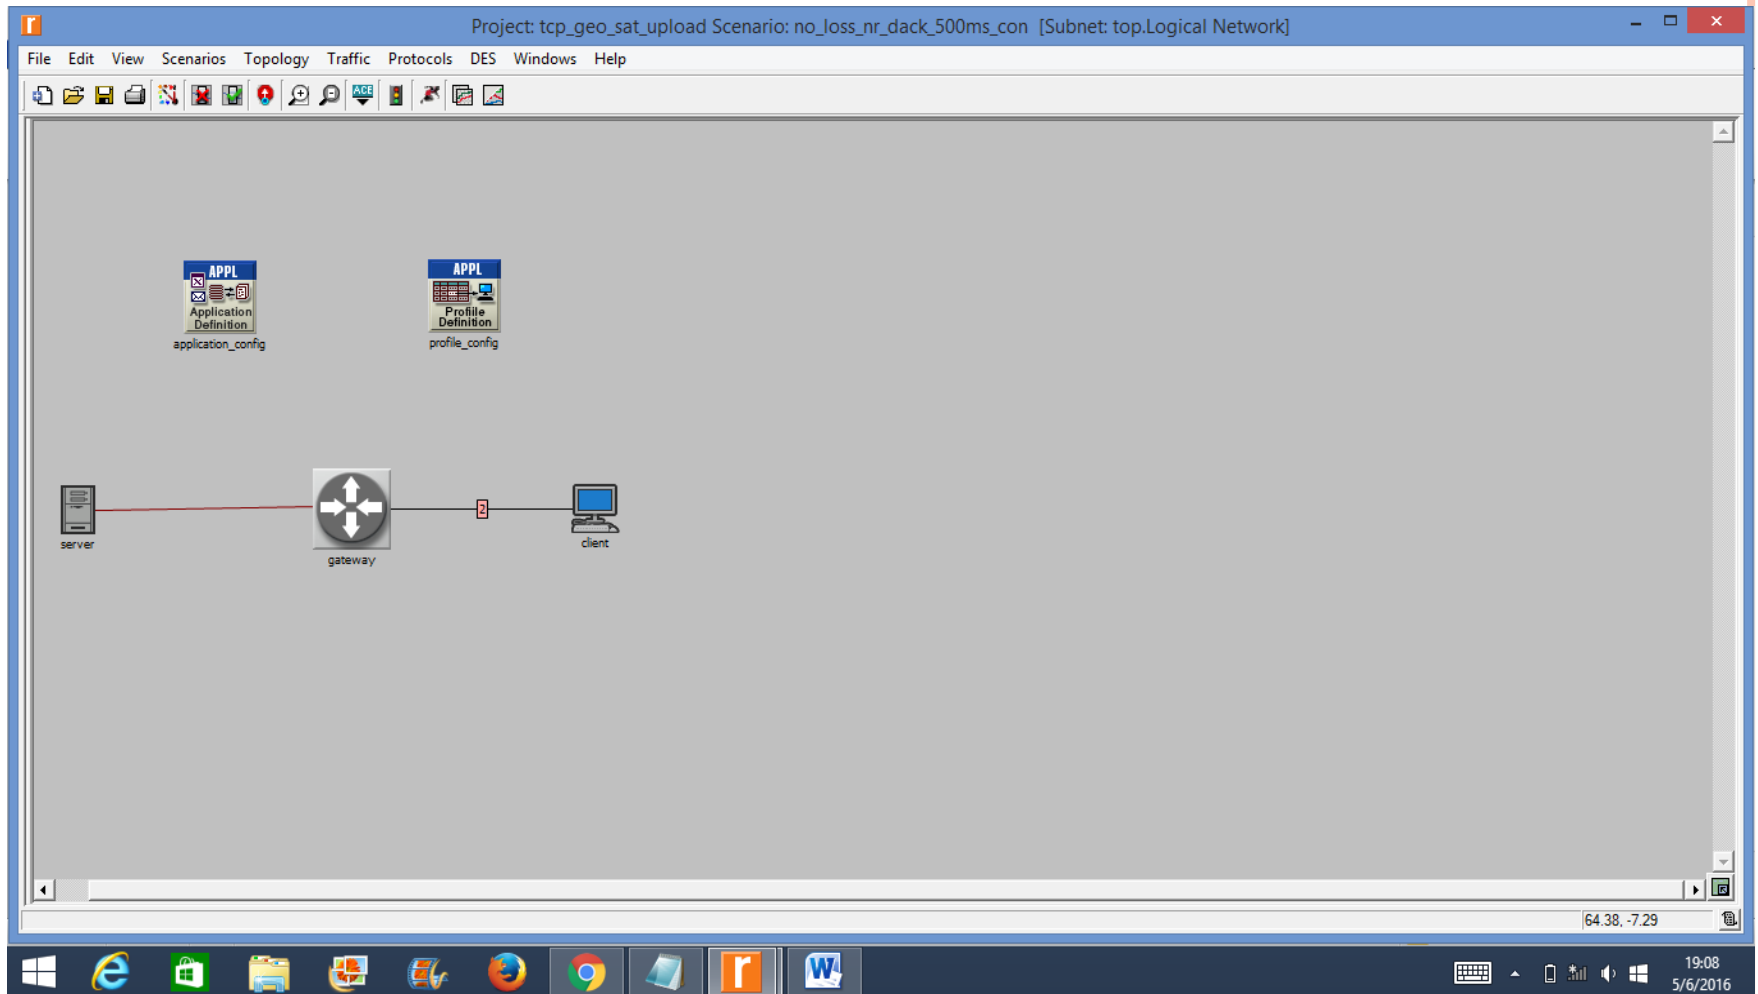 Project: tcp_geo_sat_upload Scenario: no_loss_nr_dack_500ms_con [Subnet: top.Logical Network]
File Edit View Scenarios Topology Traffic Protocols DES Windows Help
ACE
APPL
Application
Definition
application_config
APPL
Profiile
Definition
profile_config
server
gateway
2
client
64.38, -7.29
19:08
5/6/2016